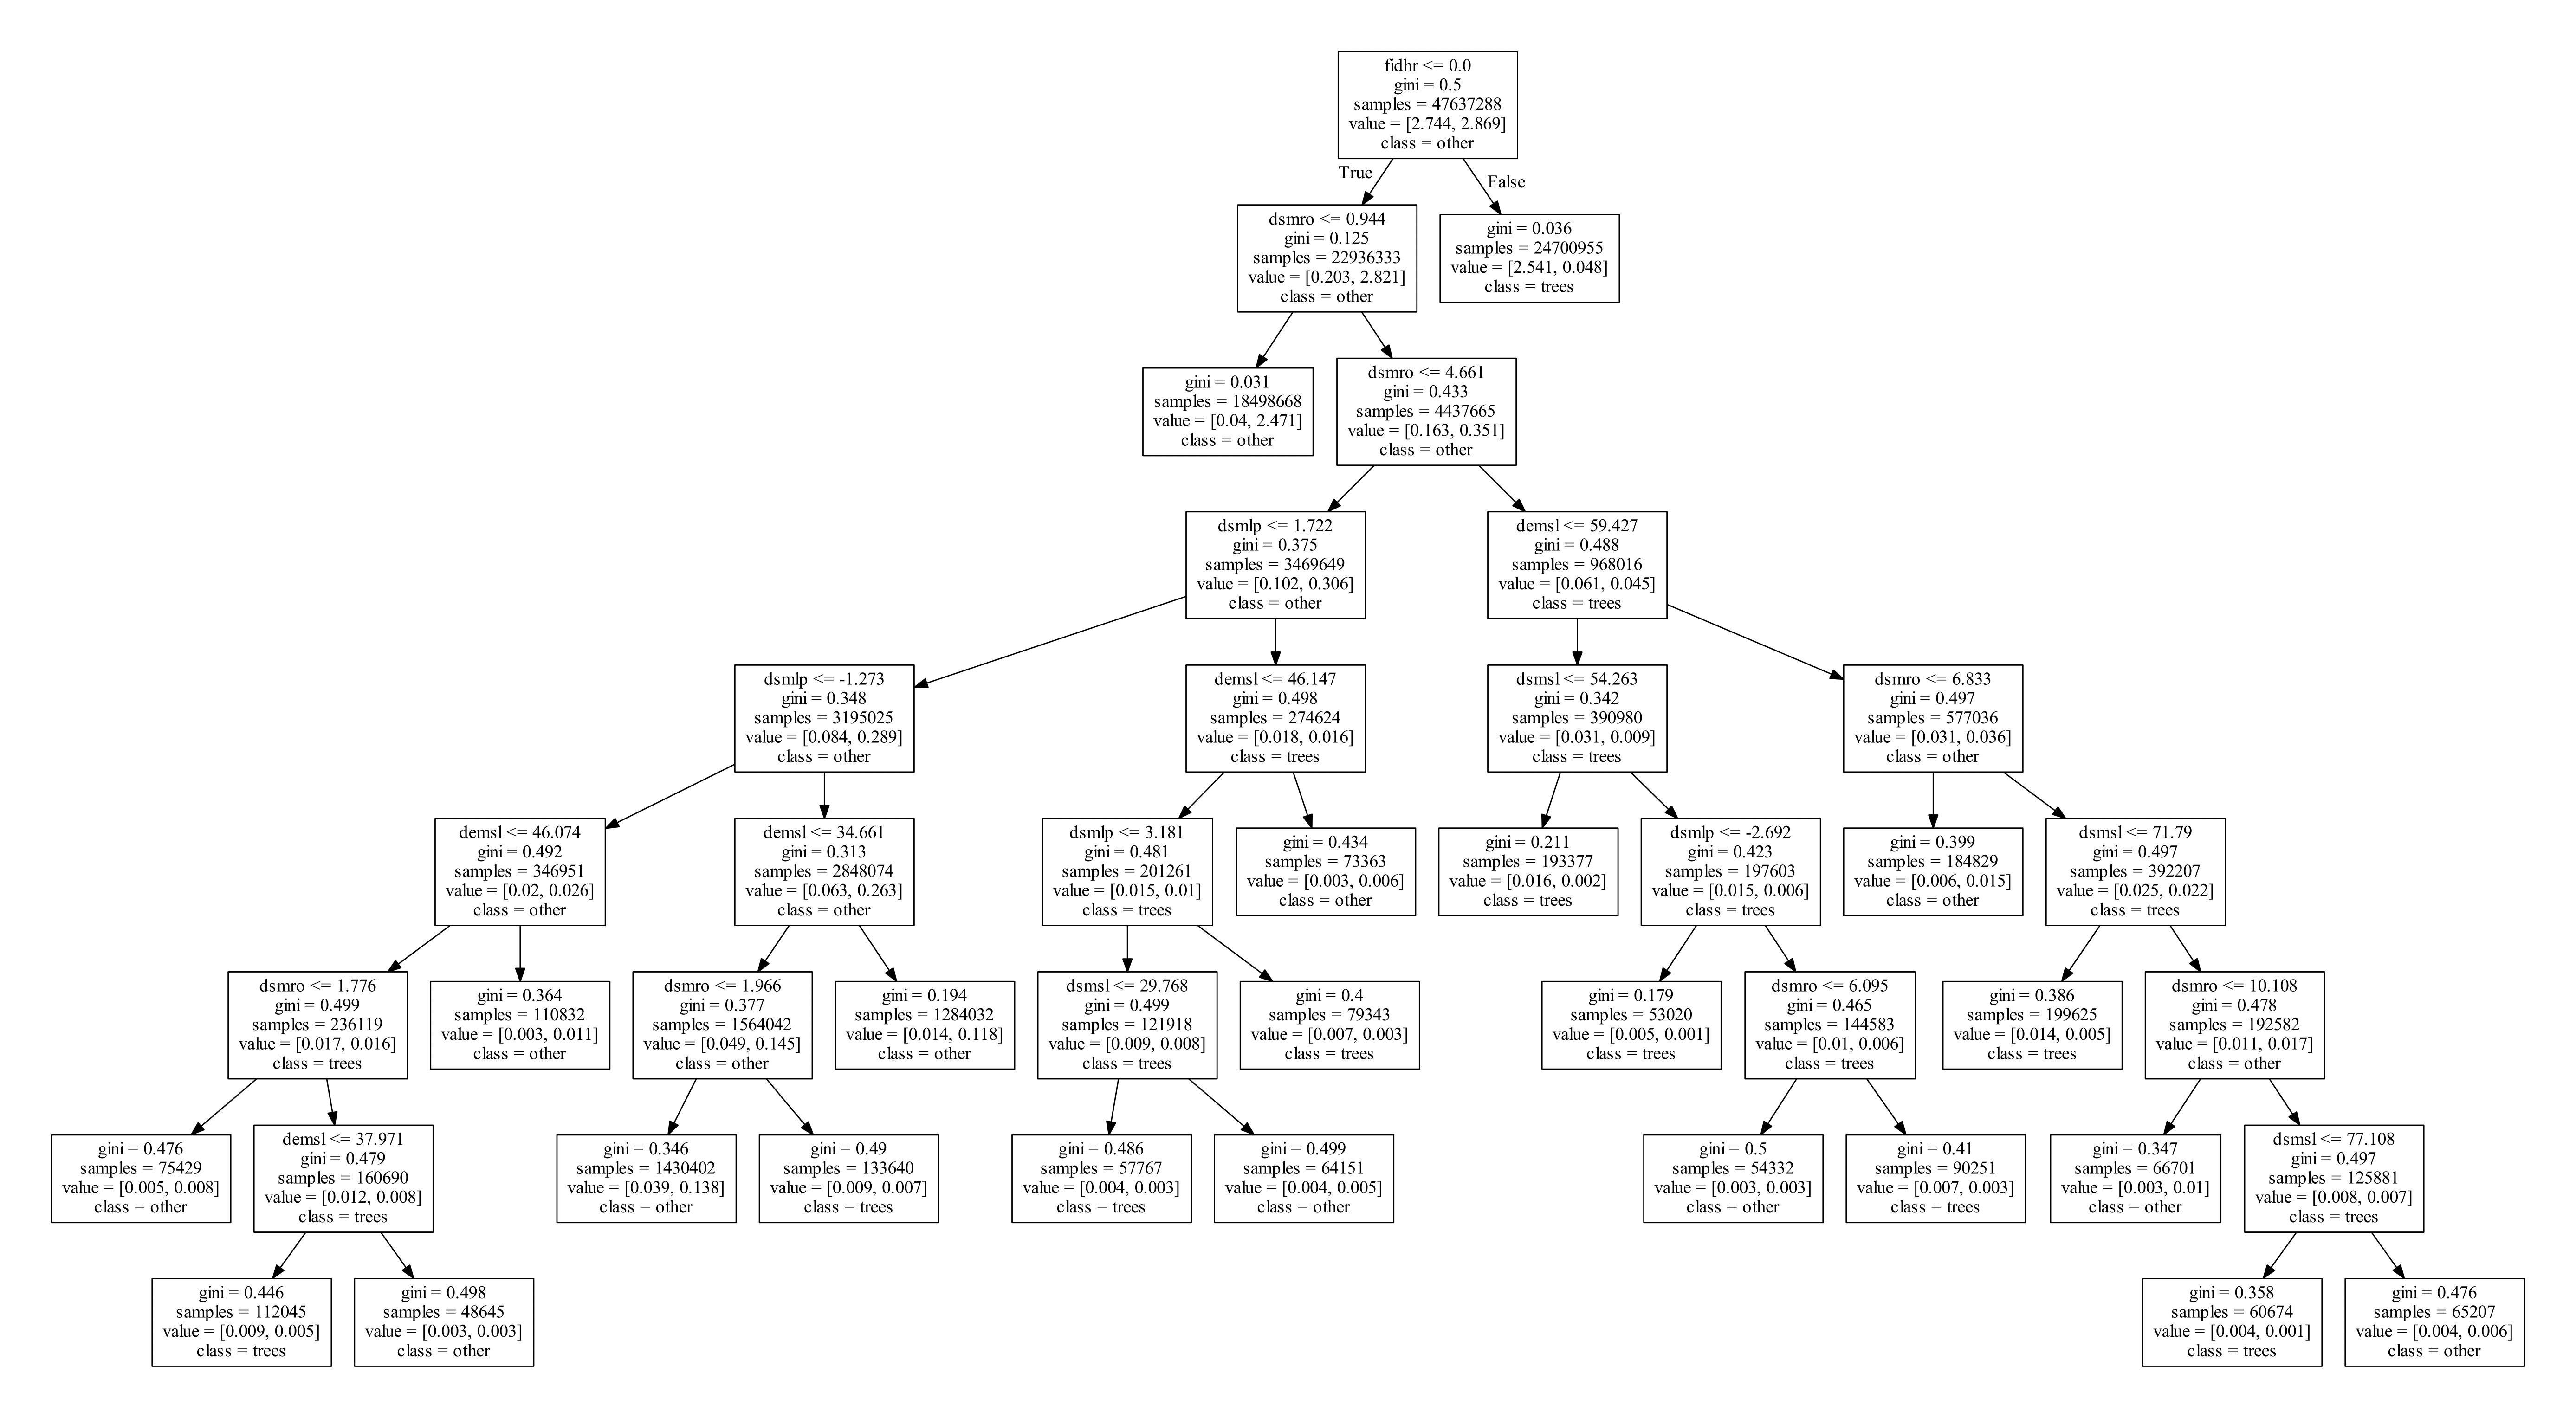 fidhr <= 0.0
gini = 0.5
samples = 47637288
value = [2.744, 2.869]
class = other
True
False
dsmro <= 0.944
gini = 0.125
samples = 22936333
value = [0.203, 2.821]
class = other
gini = 0.036
samples = 24700955
value = [2.541, 0.048]
class = trees
gini = 0.031
samples = 18498668
value = [0.04, 2.471]
class = other
dsmro <= 4.661
gini = 0.433
samples = 4437665
value = [0.163, 0.351]
class = other
dsmlp <= 1.722
gini = 0.375
samples = 3469649
value = [0.102, 0.306]
class = other
demsl <= 59.427
gini = 0.488
samples = 968016
value = [0.061, 0.045]
class = trees
dsmlp <= -1.273
gini = 0.348
samples = 3195025
value = [0.084, 0.289]
class = other
demsl <= 46.147
gini = 0.498
samples = 274624
value = [0.018, 0.016]
class = trees
dsmsl <= 54.263
gini = 0.342
samples = 390980
value = [0.031, 0.009]
class = trees
dsmro <= 6.833
gini = 0.497
samples = 577036
value = [0.031, 0.036]
class = other
demsl <= 46.074
gini = 0.492
samples = 346951
value = [0.02, 0.026]
class = other
demsl <= 34.661
gini = 0.313
samples = 2848074
value = [0.063, 0.263]
class = other
dsmlp <= 3.181
gini = 0.481
samples = 201261
value = [0.015, 0.01]
class = trees
gini = 0.434
samples = 73363
value = [0.003, 0.006]
class = other
gini = 0.211
samples = 193377
value = [0.016, 0.002]
class = trees
dsmlp <= -2.692
gini = 0.423
samples = 197603
value = [0.015, 0.006]
class = trees
gini = 0.399
samples = 184829
value = [0.006, 0.015]
class = other
dsmsl <= 71.79
gini = 0.497
samples = 392207
value = [0.025, 0.022]
class = trees
dsmro <= 1.776
gini = 0.499
samples = 236119
value = [0.017, 0.016]
class = trees
gini = 0.364
samples = 110832
value = [0.003, 0.011]
class = other
dsmro <= 1.966
gini = 0.377
samples = 1564042
value = [0.049, 0.145]
class = other
gini = 0.194
samples = 1284032
value = [0.014, 0.118]
class = other
dsmsl <= 29.768
gini = 0.499
samples = 121918
value = [0.009, 0.008]
class = trees
gini = 0.4
samples = 79343
value = [0.007, 0.003]
class = trees
gini = 0.179
samples = 53020
value = [0.005, 0.001]
class = trees
dsmro <= 6.095
gini = 0.465
samples = 144583
value = [0.01, 0.006]
class = trees
gini = 0.386
samples = 199625
value = [0.014, 0.005]
class = trees
dsmro <= 10.108
gini = 0.478
samples = 192582
value = [0.011, 0.017]
class = other
gini = 0.476
samples = 75429
value = [0.005, 0.008]
class = other
demsl <= 37.971
gini = 0.479
samples = 160690
value = [0.012, 0.008]
class = trees
gini = 0.346
samples = 1430402
value = [0.039, 0.138]
class = other
gini = 0.49
samples = 133640
value = [0.009, 0.007]
class = trees
gini = 0.486
samples = 57767
value = [0.004, 0.003]
class = trees
gini = 0.499
samples = 64151
value = [0.004, 0.005]
class = other
gini = 0.5
samples = 54332
value = [0.003, 0.003]
class = other
gini = 0.41
samples = 90251
value = [0.007, 0.003]
class = trees
gini = 0.347
samples = 66701
value = [0.003, 0.01]
class = other
dsmsl <= 77.108
gini = 0.497
samples = 125881
value = [0.008, 0.007]
class = trees
gini = 0.446
samples = 112045
value = [0.009, 0.005]
class = trees
gini = 0.498
samples = 48645
value = [0.003, 0.003]
class = other
gini = 0.358
samples = 60674
value = [0.004, 0.001]
class = trees
gini = 0.476
samples = 65207
value = [0.004, 0.006]
class = other